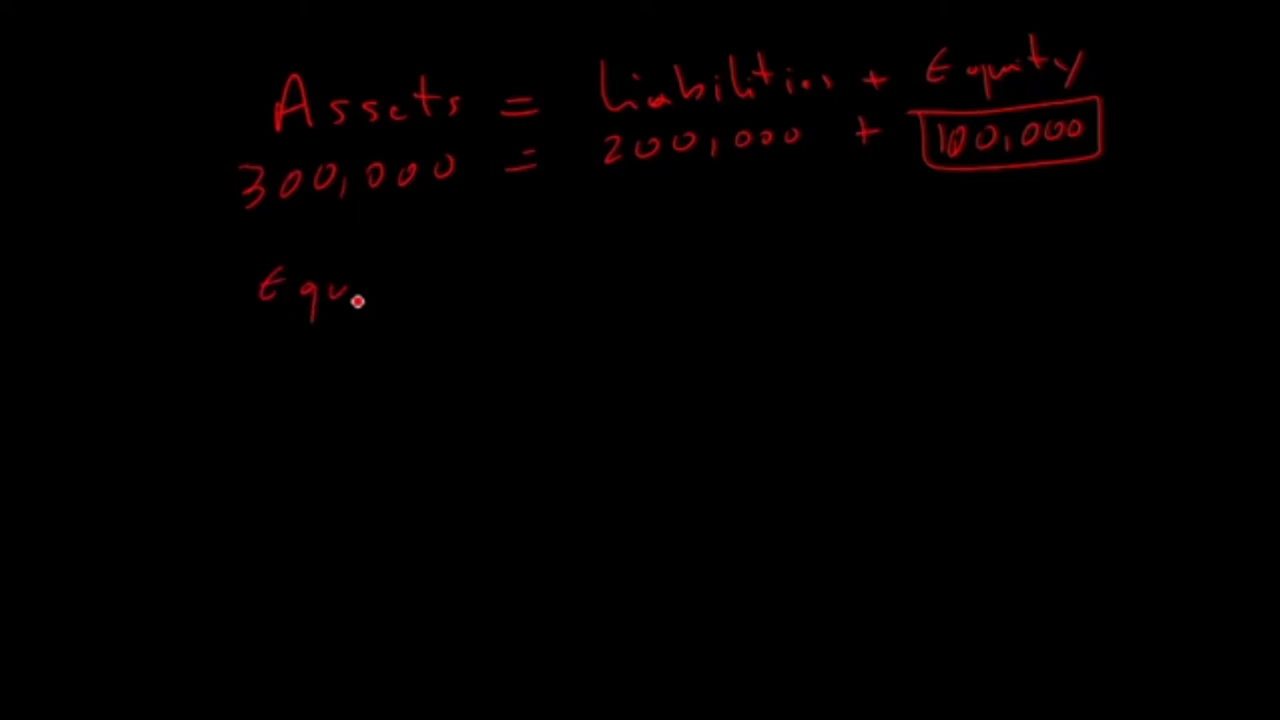 Assets = Liabilities + Equity
300,000 = 200,000 + 100,000
Equ